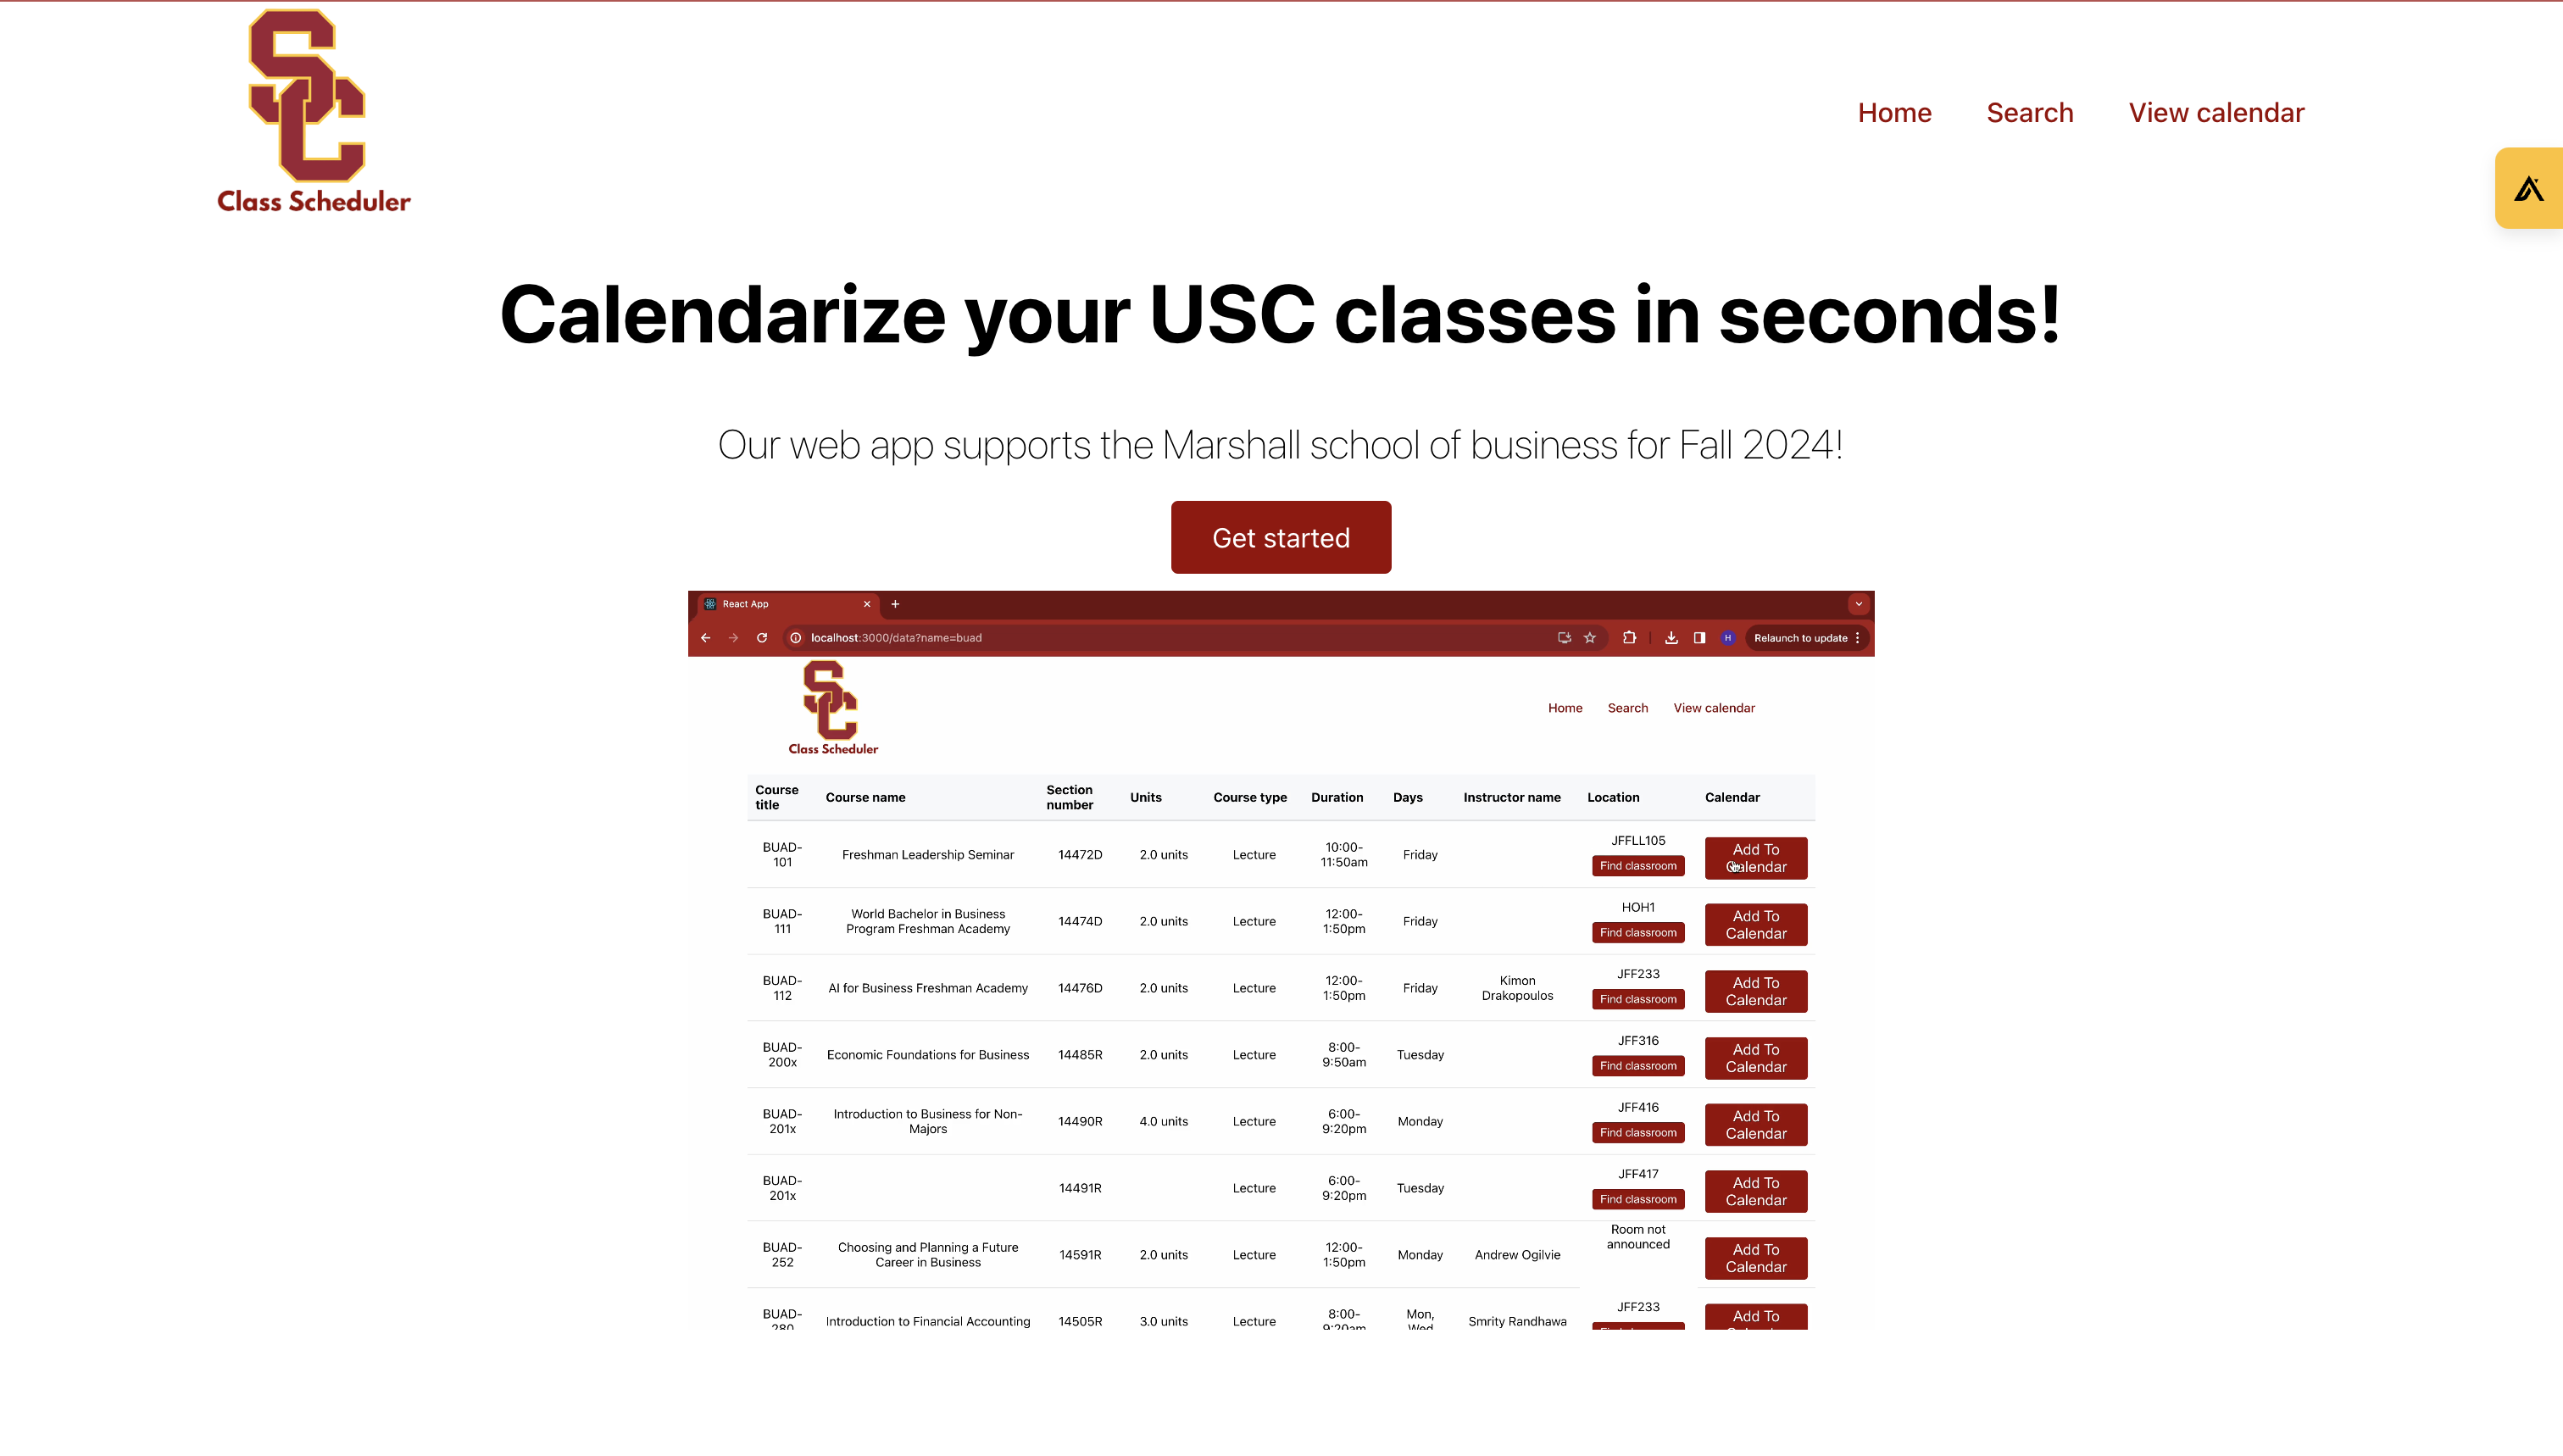 SC
Class Scheduler
Home Search View calendar
Calendarize your USC classes in seconds!
Our web app supports the Marshall school of business for Fall 2024!
Get started
React App
localhost:3000/data?name=buad
H
Relaunch to update
SC
Class Scheduler
Home Search View calendar
Course title Course name Section number Units Course type Duration Days Instructor name Location Calendar
BUAD-101 Freshman Leadership Seminar 14472D 2.0 units Lecture 10:00-11:50am Friday JFFLL105 Find classroom Add To Calendar
BUAD-111 World Bachelor in Business Program Freshman Academy 14474D 2.0 units Lecture 12:00-1:50pm Friday HOH1 Find classroom Add To Calendar
BUAD-112 AI for Business Freshman Academy 14476D 2.0 units Lecture 12:00-1:50pm Friday Kimon Drakopoulos JFF233 Find classroom Add To Calendar
BUAD-200x Economic Foundations for Business 14485R 2.0 units Lecture 8:00-9:50am Tuesday JFF316 Find classroom Add To Calendar
BUAD-201x Introduction to Business for Non-Majors 14490R 4.0 units Lecture 6:00-9:20pm Monday JFF416 Find classroom Add To Calendar
BUAD-201x 14491R Lecture 6:00-9:20pm Tuesday JFF417 Find classroom Add To Calendar
BUAD-252 Choosing and Planning a Future Career in Business 14591R 2.0 units Lecture 12:00-1:50pm Monday Andrew Ogilvie Room not announced Add To Calendar
BUAD-280 Introduction to Financial Accounting 14505R 3.0 units Lecture 8:00-9:20am Mon, Wed Smrity Randhawa JFF233 Add To